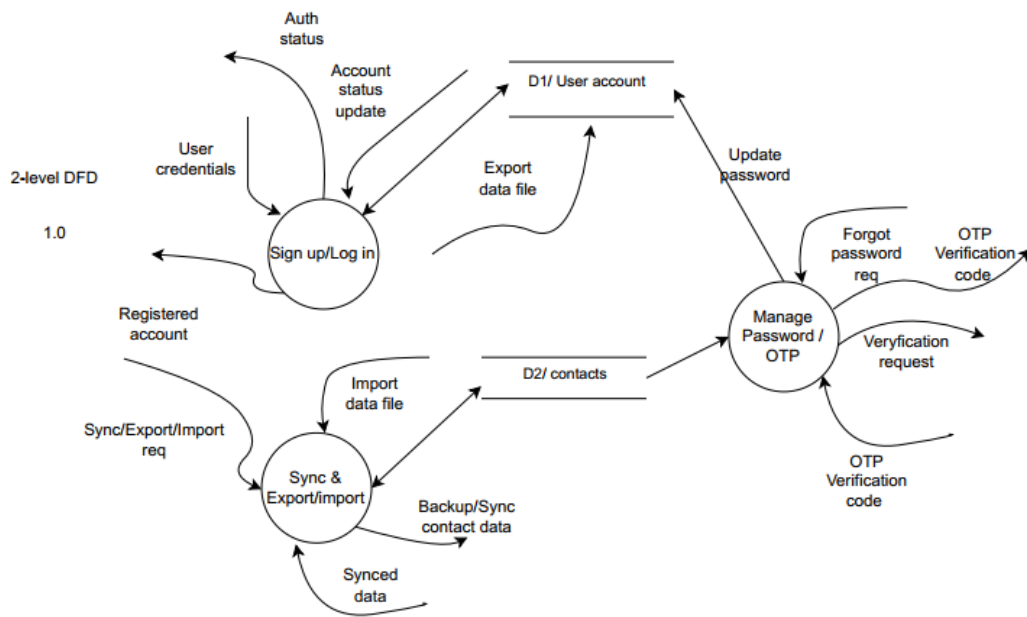 Auth
status
Account
status
update
D1/ User account
User
credentials
2-level DFD
1.0
Export
data file
Update
password
Sign up/Log in
Forgot
password
req
OTP
Verification
code
Registered
account
Manage
Password /
OTP
Veryfication
request
Import
data file
D2/ contacts
Sync/Export/Import
req
Sync &
Export/import
Backup/Sync
contact data
OTP
Verification
code
Synced
data